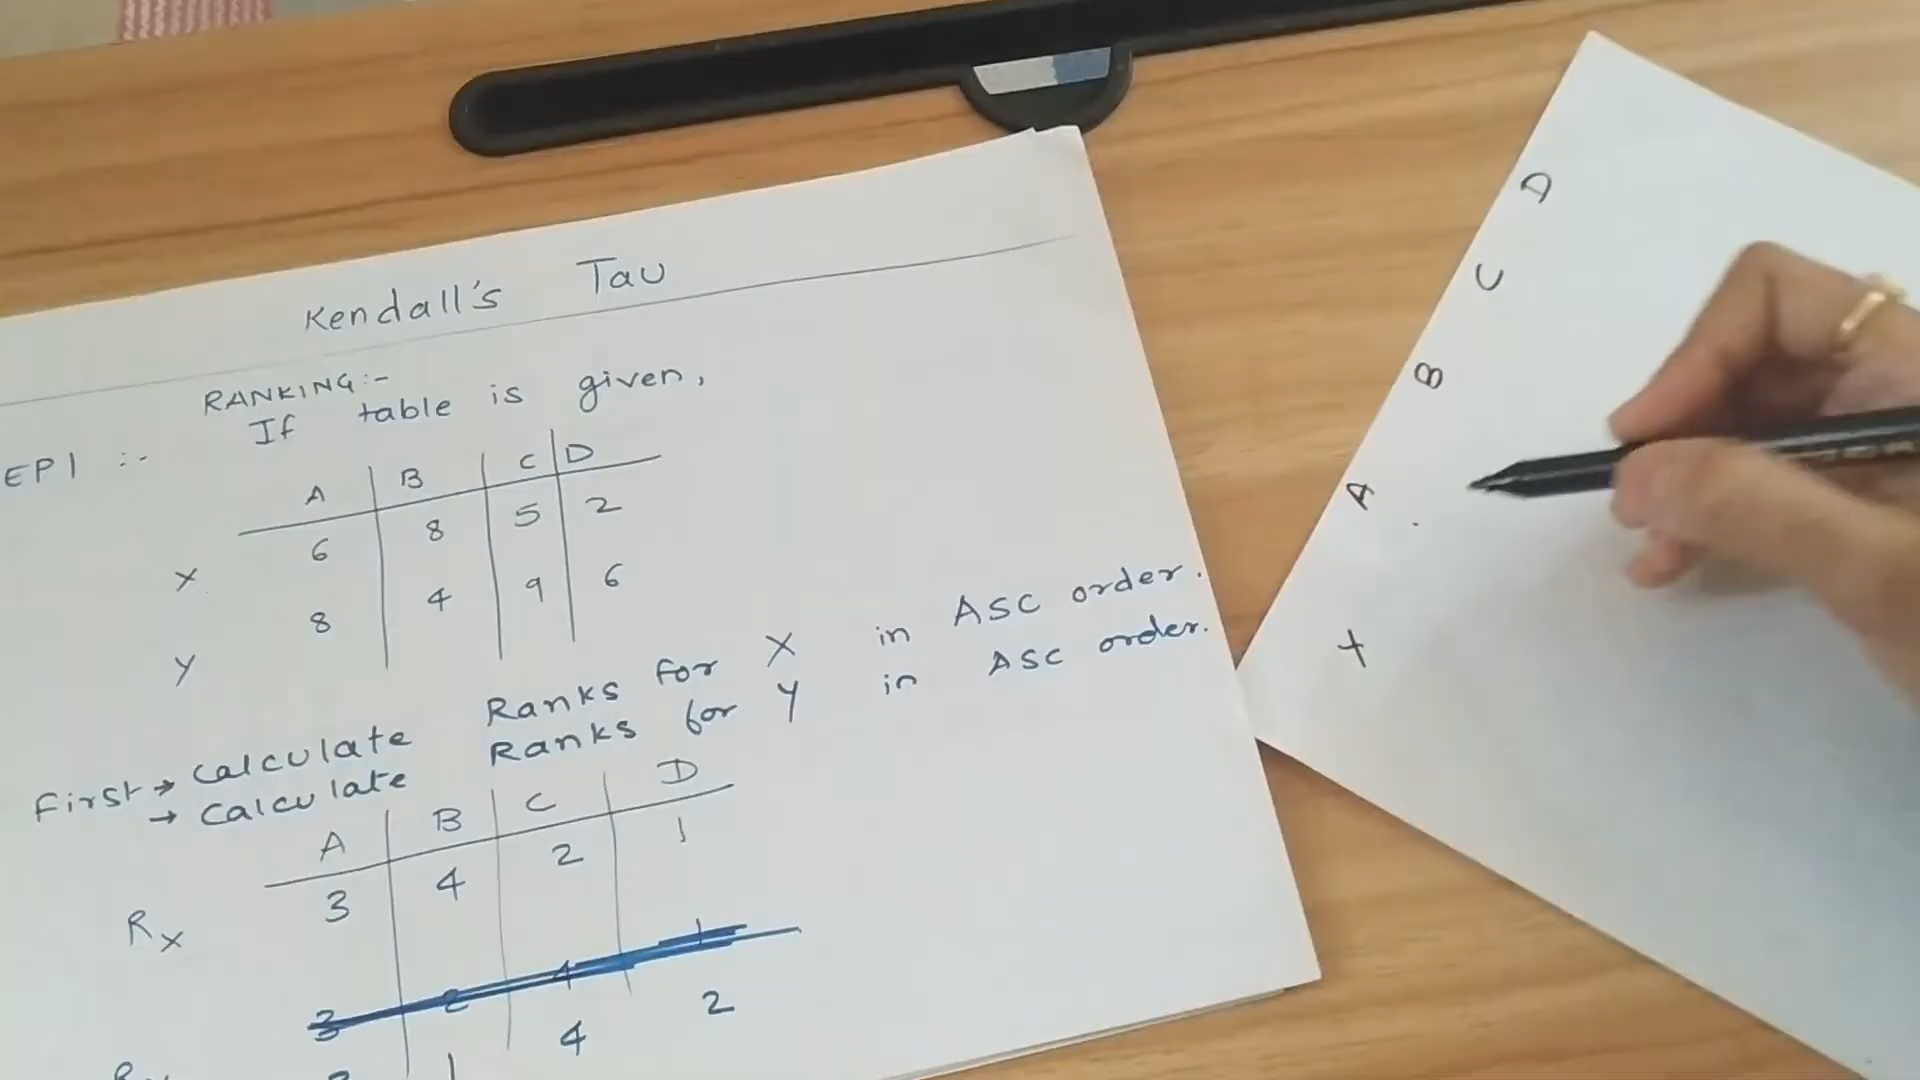 Kendall's Tau
RANKING:-
EP1 :- If table is given,
A B C D
X 6 8 5 2
Y 8 4 9 6
First → Calculate Ranks for X in ASC order.
→ Calculate Ranks for Y in ASC order.
A B C D
Rx 3 4 2 1
3 2 4 1
1 4 2
D
C
B
A
X